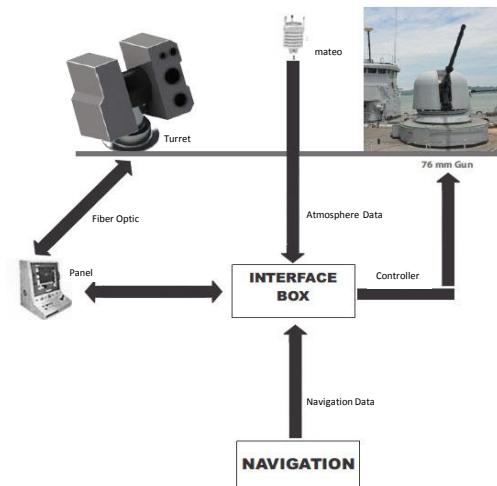 mateo
Turret
76 mm Gun
Fiber Optic
Atmosphere Data
Panel
INTERFACE
BOX
Controller
Navigation Data
NAVIGATION